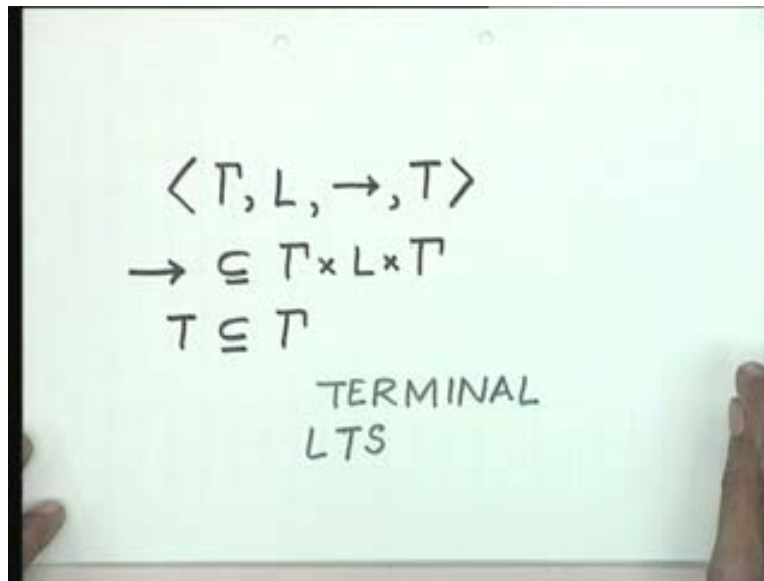 ⟨ Γ, L, →, T ⟩
→ ⊆ Γ × L × Γ
T ⊆ Γ
TERMINAL
LTS